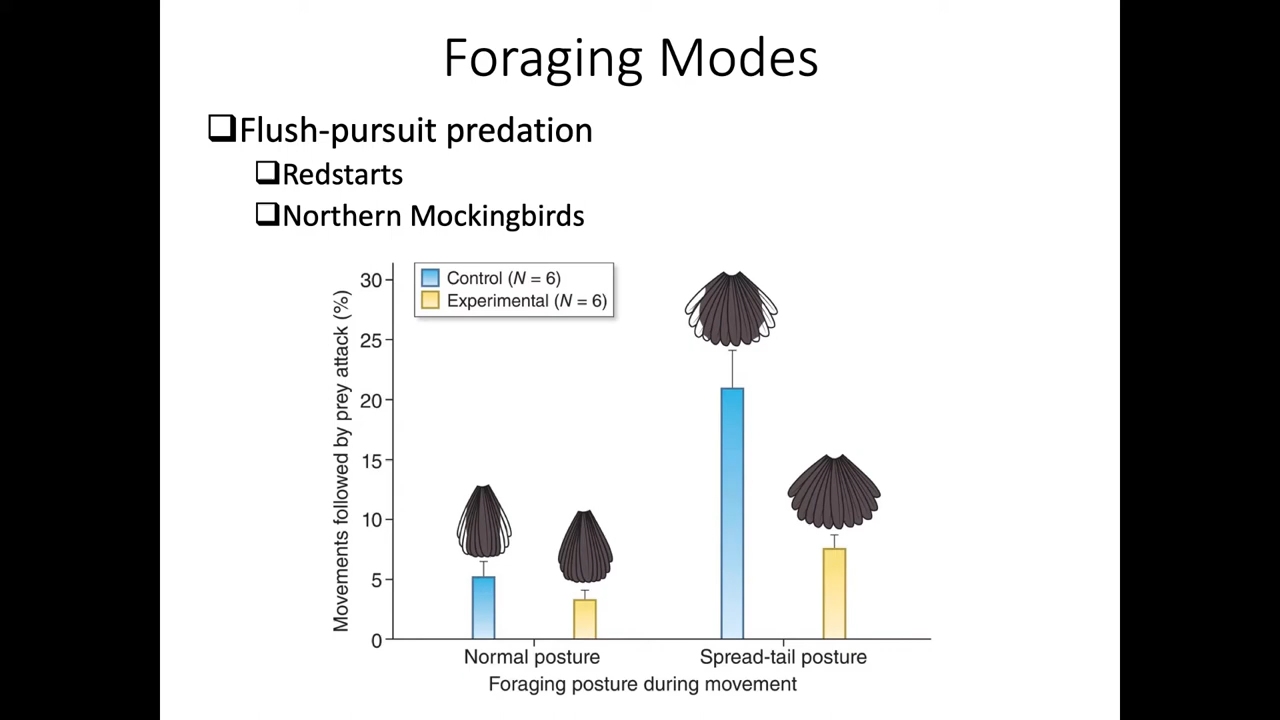 Foraging Modes
❑Flush-pursuit predation
❑Redstarts
❑Northern Mockingbirds
Control (N = 6)
Experimental (N = 6)
Movements followed by prey attack (%)
30
25
20
15
10
5
0
Normal posture
Spread-tail posture
Foraging posture during movement